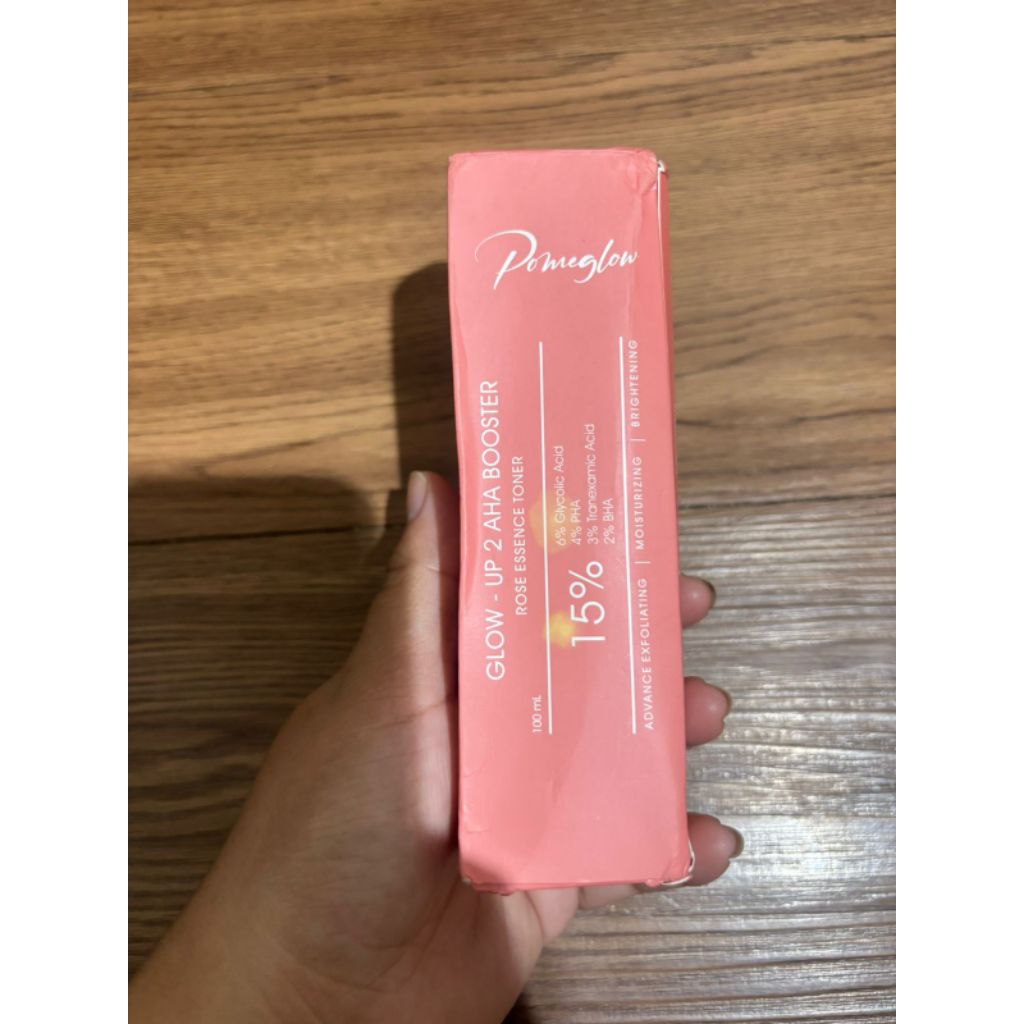 Pomeglow
GLOW - UP 2 AHA BOOSTER
ROSE ESSENCE TONER
100 mL
15%
6% Glycolic Acid
4% PHA
3% Tranexamic Acid
2% BHA
ADVANCE EXFOLIATING | MOISTURIZING | BRIGHTENING